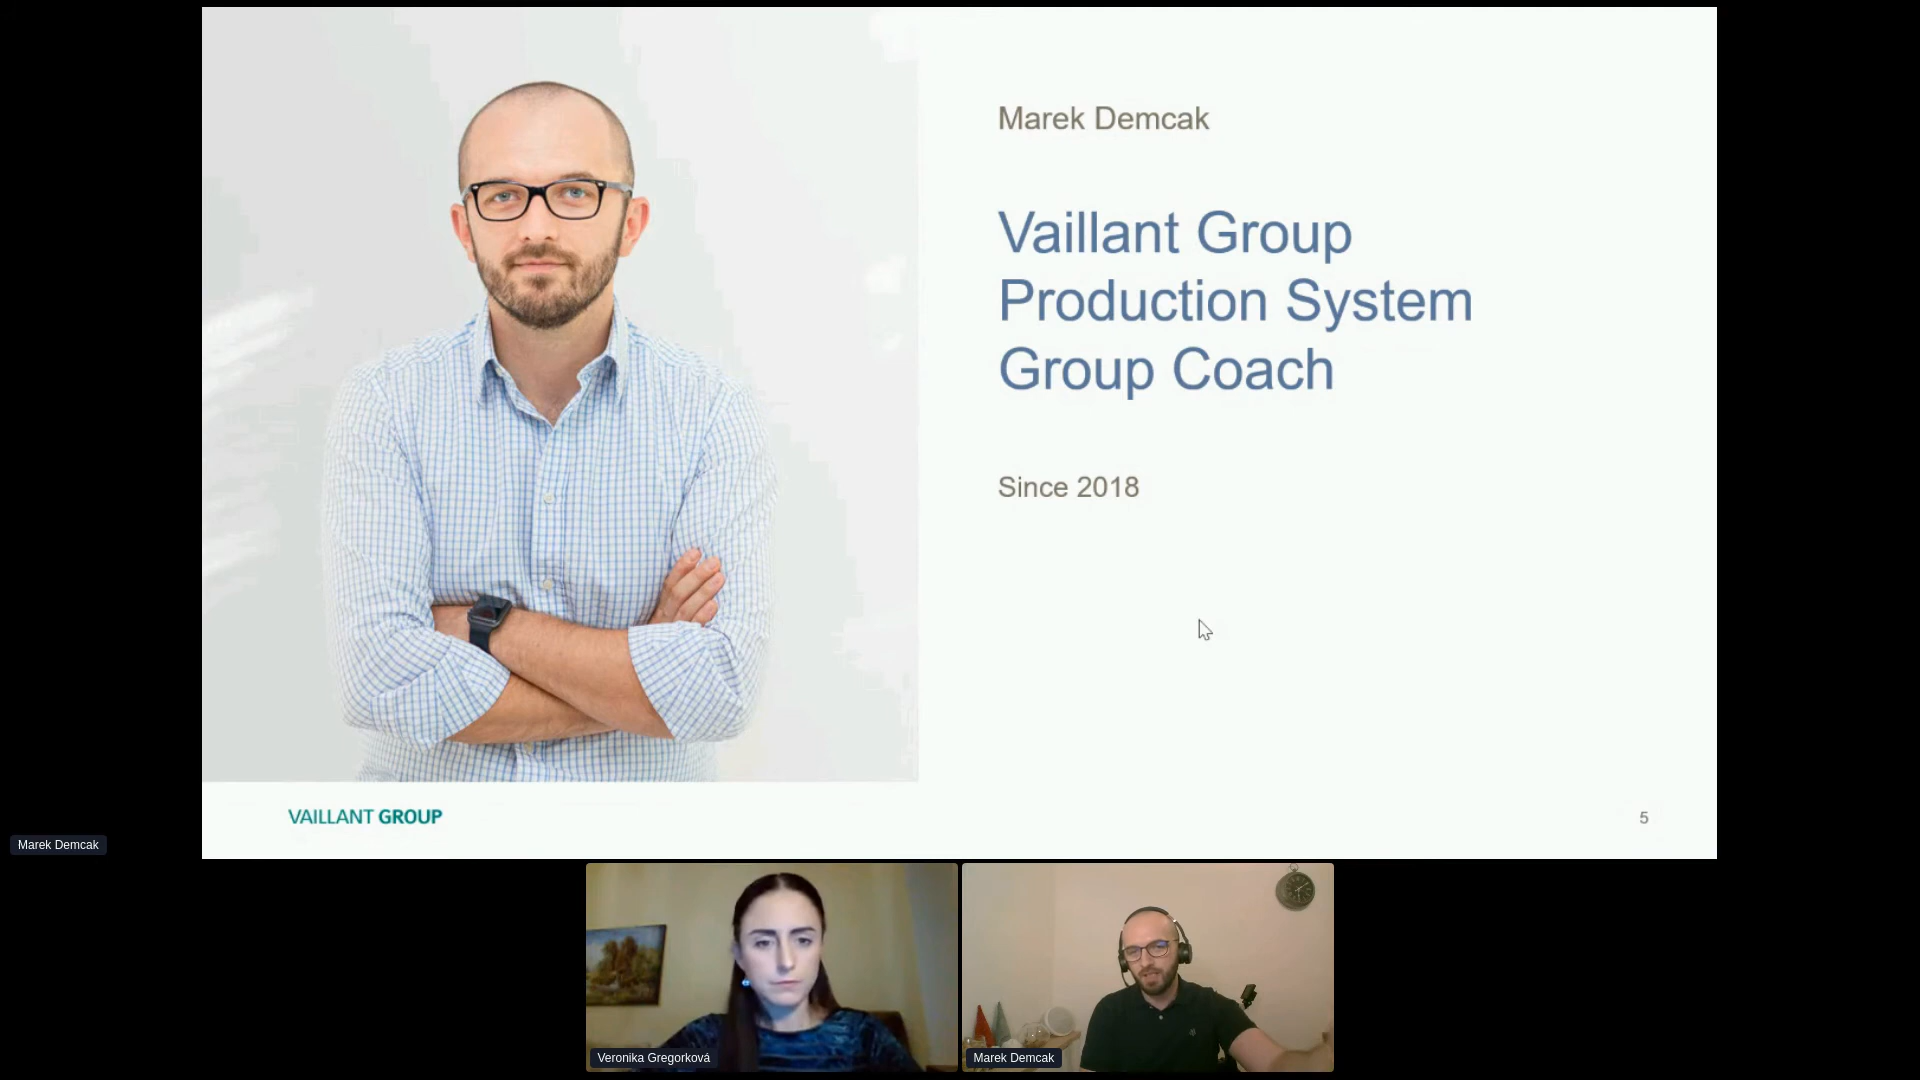 Marek Demcak
Vaillant Group
Production System
Group Coach
Since 2018
VAILLANT GROUP
5
Marek Demcak
Veronika Gregorková
Marek Demcak